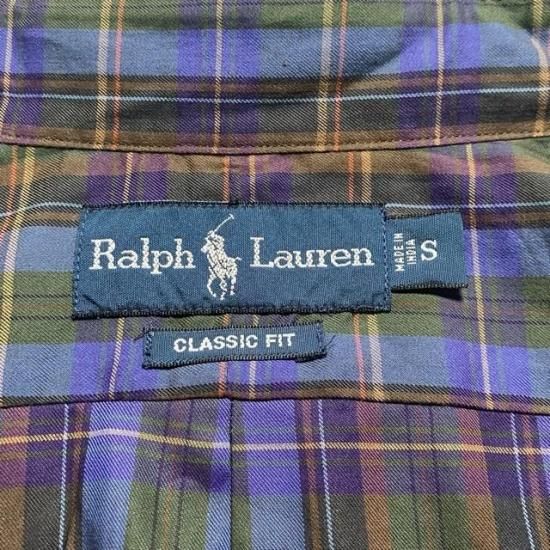 Ralph Lauren
MADE IN
INDIA
S
CLASSIC FIT